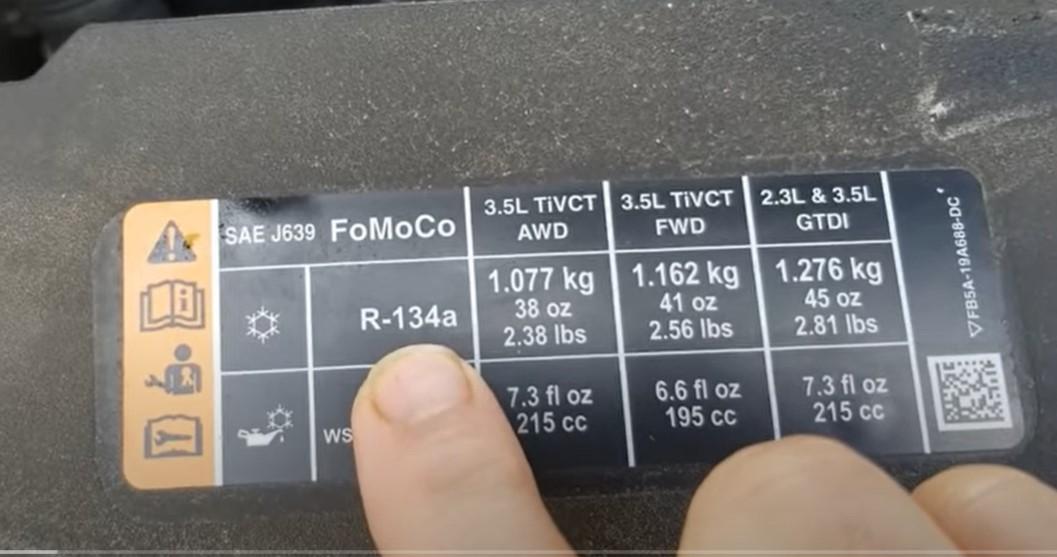 SAE J639 FoMoCo
3.5L TiVCT
AWD
3.5L TiVCT
FWD
2.3L & 3.5L
GTDI
R-134a
1.077 kg
38 oz
2.38 lbs
1.162 kg
41 oz
2.56 lbs
1.276 kg
45 oz
2.81 lbs
WS
7.3 fl oz
215 cc
6.6 fl oz
195 cc
7.3 fl oz
215 cc
▽FB5A-19A688-DC